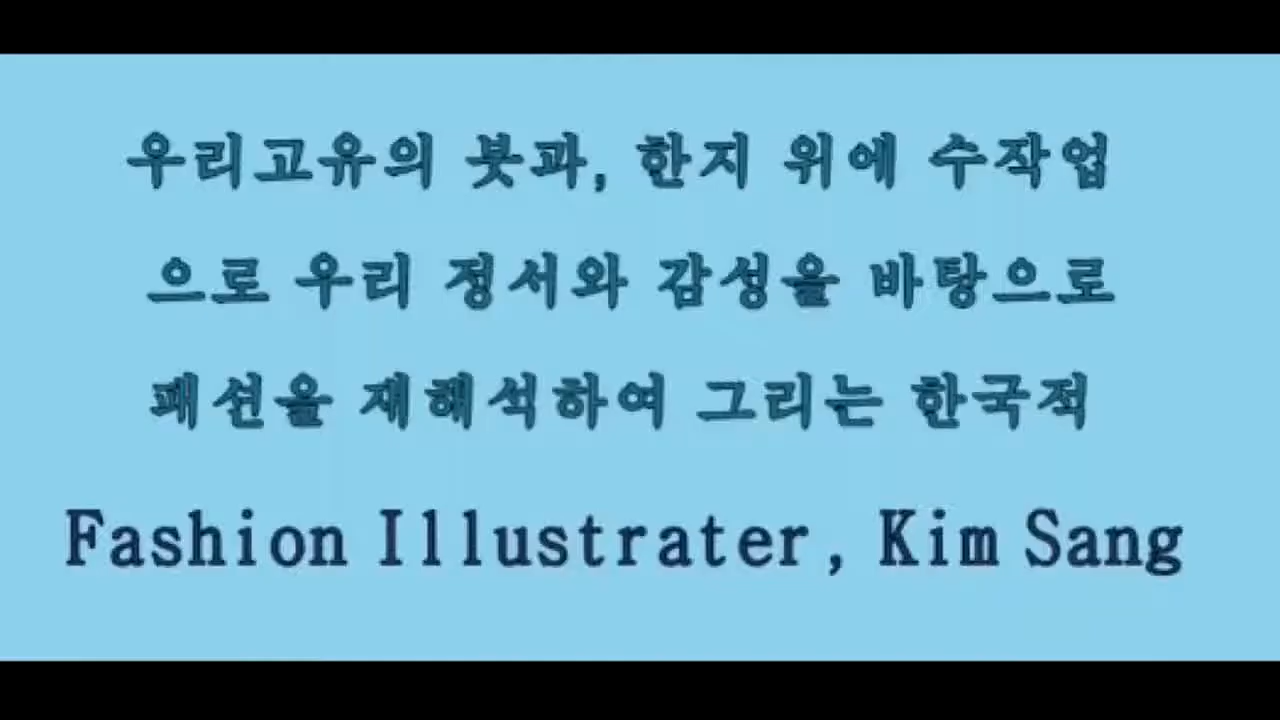 우리고유의 붓과, 한지 위에 수작업
으로 우리 정서와 감성을 바탕으로
패션을 재해석하여 그리는 한국적
Fashion Illustrater, Kim Sang